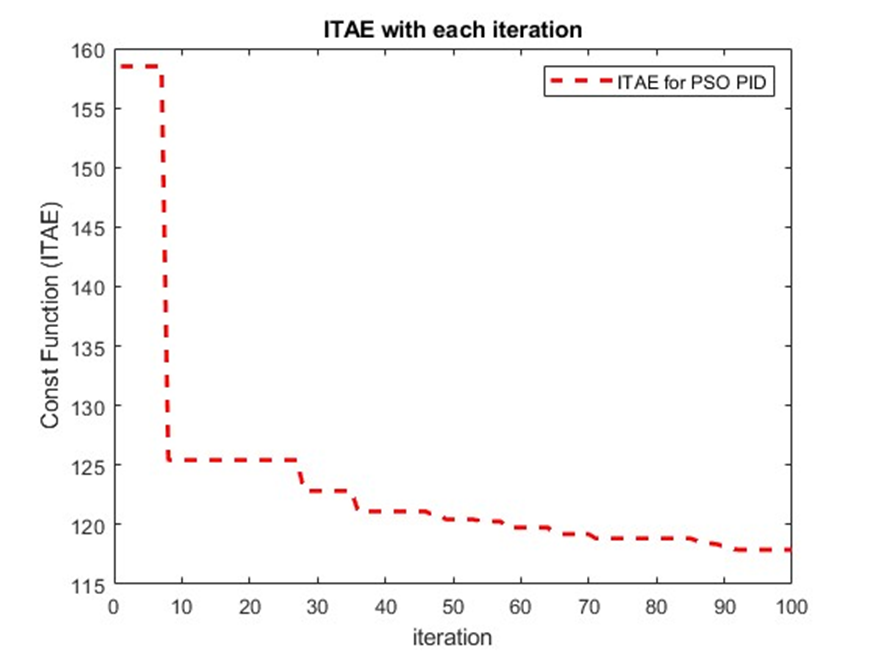 ITAE with each iteration
ITAE for PSO PID
Const Function (ITAE)
160
155
150
145
140
135
130
125
120
115
0 10 20 30 40 50 60 70 80 90 100
iteration